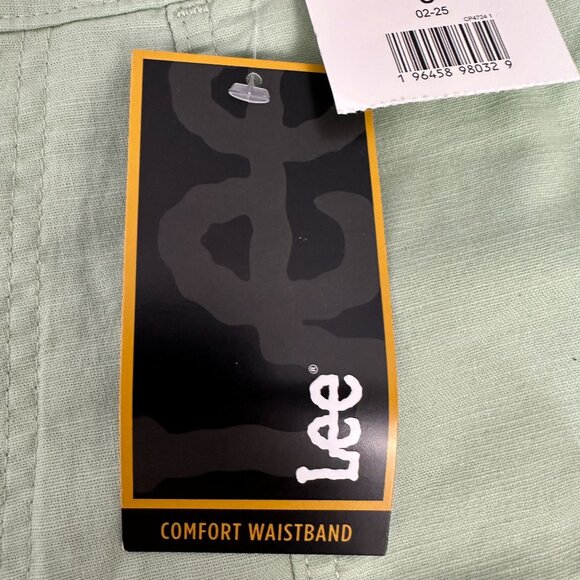 02-25
CP4724 1
1 96458 98032 9
Lee®
COMFORT WAISTBAND